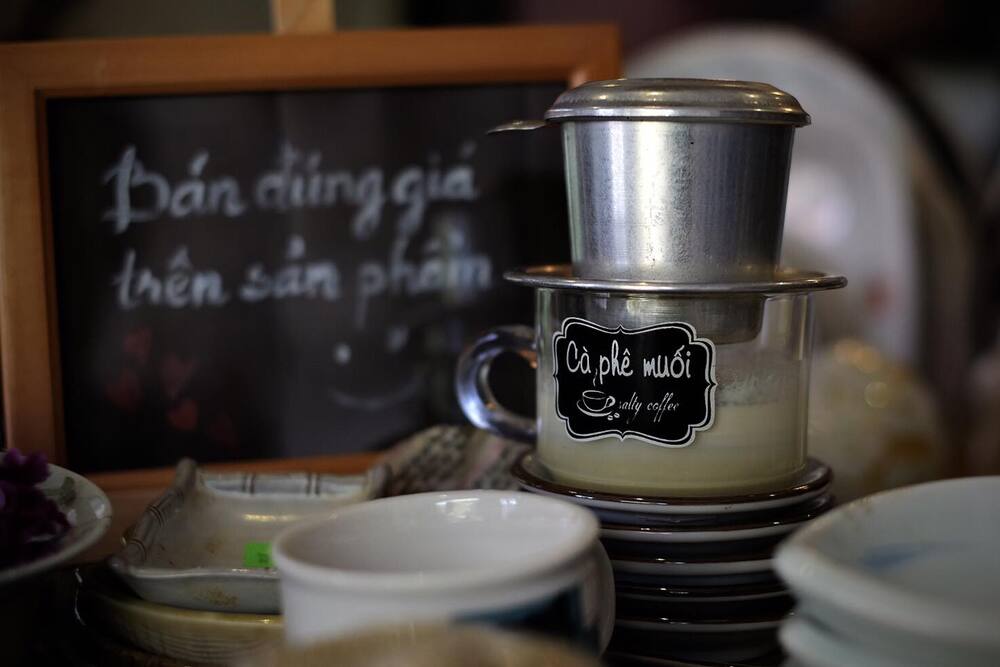 Bán đúng giá
trên sản phẩm
Cà phê muối
salty coffee